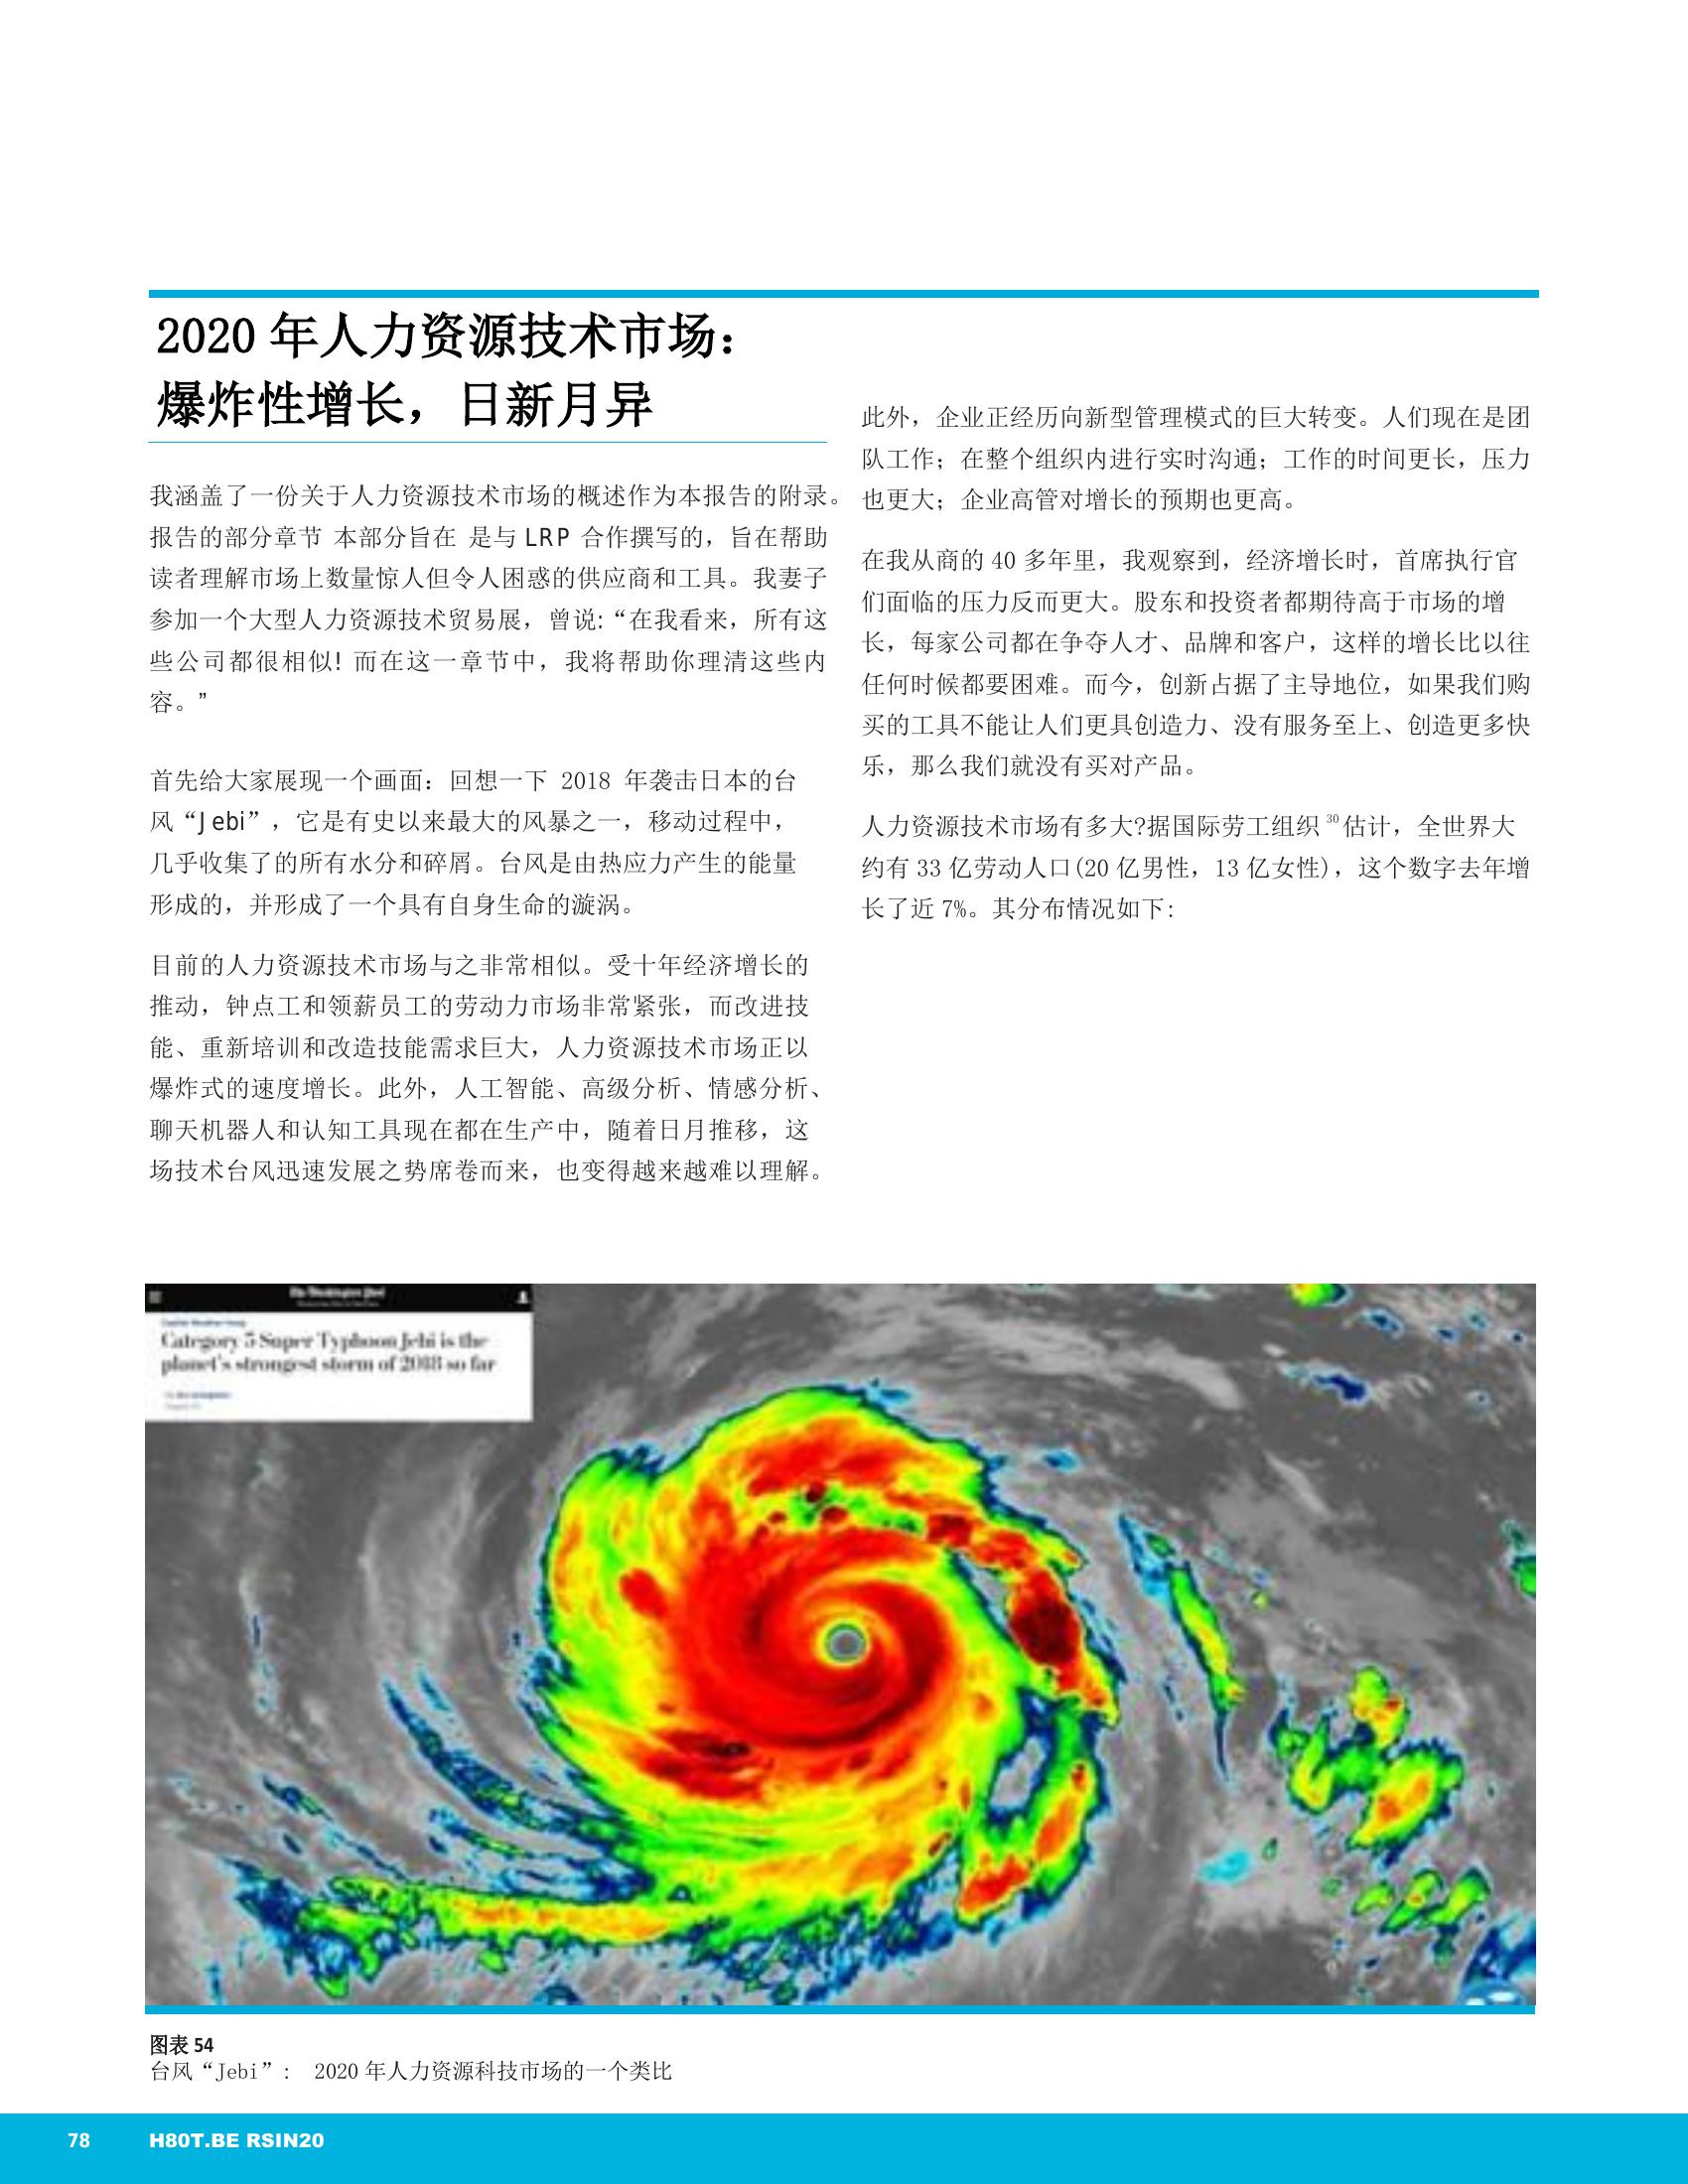 2020 年人力资源技术市场：
爆炸性增长，日新月异
我涵盖了一份关于人力资源技术市场的概述作为本报告的附录。
报告的部分章节 本部分旨在 是与 LRP 合作撰写的，旨在帮助
读者理解市场上数量惊人但令人困惑的供应商和工具。我妻子
参加一个大型人力资源技术贸易展，曾说:“在我看来，所有这
些公司都很相似! 而在这一章节中，我将帮助你理清这些内
容。”
首先给大家展现一个画面：回想一下 2018 年袭击日本的台
风“Jebi”，它是有史以来最大的风暴之一，移动过程中，
几乎收集了的所有水分和碎屑。台风是由热应力产生的能量
形成的，并形成了一个具有自身生命的漩涡。
目前的人力资源技术市场与之非常相似。受十年经济增长的
推动，钟点工和领薪员工的劳动力市场非常紧张，而改进技
能、重新培训和改造技能需求巨大，人力资源技术市场正以
爆炸式的速度增长。此外，人工智能、高级分析、情感分析、
聊天机器人和认知工具现在都在生产中，随着日月推移，这
场技术台风迅速发展之势席卷而来，也变得越来越难以理解。
此外，企业正经历向新型管理模式的巨大转变。人们现在是团
队工作；在整个组织内进行实时沟通；工作的时间更长，压力
也更大；企业高管对增长的预期也更高。
在我从商的 40 多年里，我观察到，经济增长时，首席执行官
们面临的压力反而更大。股东和投资者都期待高于市场的增
长，每家公司都在争夺人才、品牌和客户，这样的增长比以往
任何时候都要困难。而今，创新占据了主导地位，如果我们购
买的工具不能让人们更具创造力、没有服务至上、创造更多快
乐，那么我们就没有买对产品。
人力资源技术市场有多大?据国际劳工组织 30 估计，全世界大
约有 33 亿劳动人口(20 亿男性，13 亿女性)，这个数字去年增
长了近 7%。其分布情况如下:
The Washington Post
Category 5 Super Typhoon Jebi is the
planet's strongest storm of 2018 so far
图表 54
台风“Jebi”: 2020 年人力资源科技市场的一个类比
78 H80T.BE RSIN20